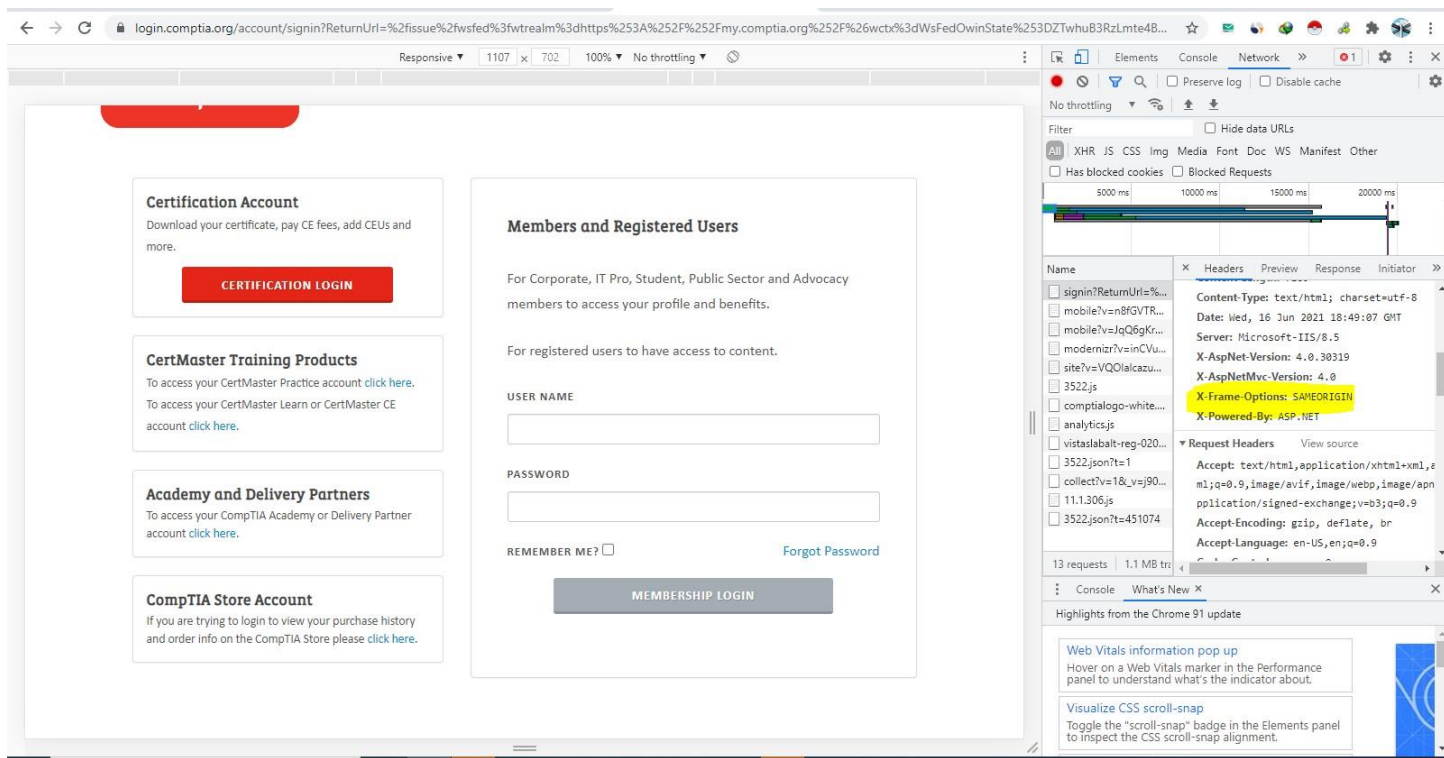 login.comptia.org/account/signin?ReturnUrl=%2fissue%2fwsfed%3fwtrealm%3dhttps%253A%252F%252Fmy.comptia.org%252F%26wctx%3dWsFedOwinState%253DZTwhuB3RzLmte4B...
Responsive ▼ 1107 x 702 100% ▼ No throttling ▼
Certification Account
Download your certificate, pay CE fees, add CEUs and
more.
CERTIFICATION LOGIN
CertMaster Training Products
To access your CertMaster Practice account click here.
To access your CertMaster Learn or CertMaster CE
account click here.
Academy and Delivery Partners
To access your CompTIA Academy or Delivery Partner
account click here.
CompTIA Store Account
If you are trying to login to view your purchase history
and order info on the CompTIA Store please click here.
Members and Registered Users
For Corporate, IT Pro, Student, Public Sector and Advocacy
members to access your profile and benefits.
For registered users to have access to content.
USER NAME
PASSWORD
REMEMBER ME? Forgot Password
MEMBERSHIP LOGIN
Elements Console Network » 1
Preserve log Disable cache
No throttling ▼
Filter Hide data URLs
All XHR JS CSS Img Media Font Doc WS Manifest Other
Has blocked cookies Blocked Requests
5000 ms 10000 ms 15000 ms 20000 ms
Name
signin?ReturnUrl=%...
mobile?v=n8fGVTR...
mobile?v=JqQ6gKr...
modernizr?v=inCVu...
site?v=VQOlalcazu...
3522.js
comptialogo-white....
analytics.js
vistaslabalt-reg-020...
3522.json?t=1
collect?v=1&_v=j90...
11.1.306.js
3522.json?t=451074
13 requests 1.1 MB
× Headers Preview Response Initiator »
Content-Type: text/html; charset=utf-8
Date: Wed, 16 Jun 2021 18:49:07 GMT
Server: Microsoft-IIS/8.5
X-AspNet-Version: 4.0.30319
X-AspNetMvc-Version: 4.0
X-Frame-Options: SAMEORIGIN
X-Powered-By: ASP.NET
▼ Request Headers View source
Accept: text/html,application/xhtml+xml,a
ml;q=0.9,image/avif,image/webp,image/apn
pplication/signed-exchange;v=b3;q=0.9
Accept-Encoding: gzip, deflate, br
Accept-Language: en-US,en;q=0.9
Console What's New ×
Highlights from the Chrome 91 update
Web Vitals information pop up
Hover on a Web Vitals marker in the Performance
panel to understand what's the indicator about.
Visualize CSS scroll-snap
Toggle the "scroll-snap" badge in the Elements panel
to inspect the CSS scroll-snap alignment.